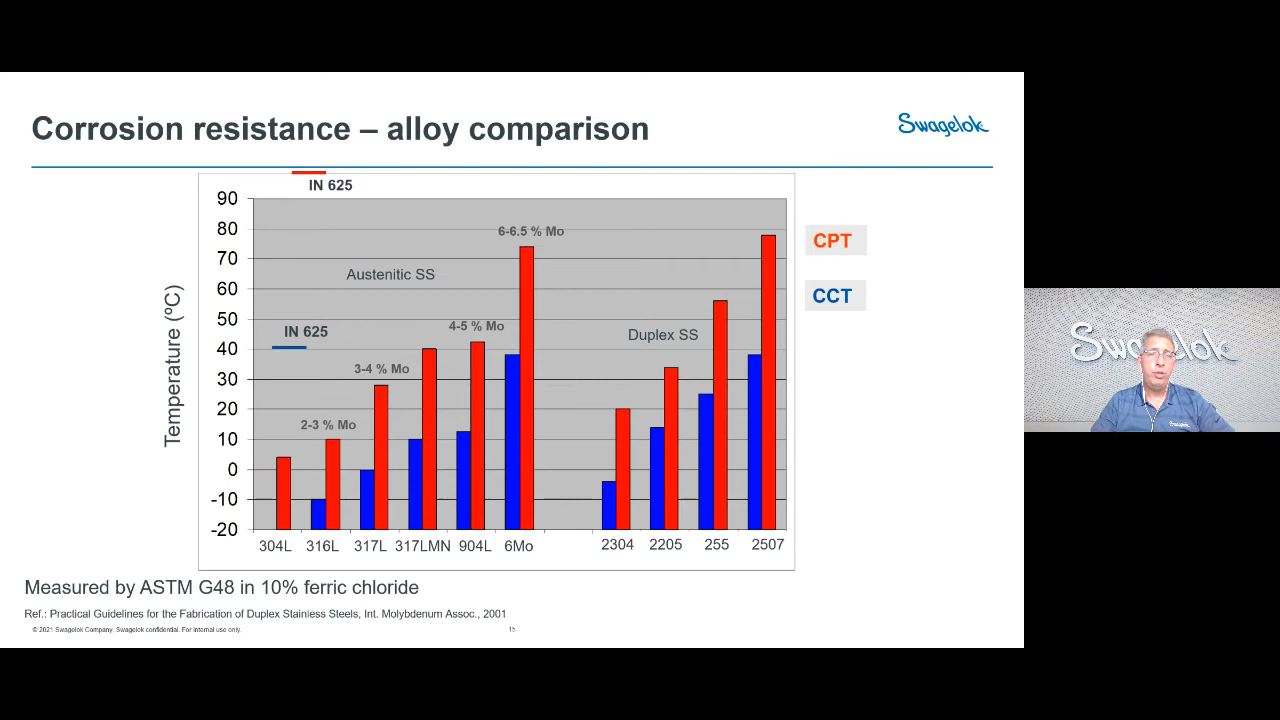 Corrosion resistance – alloy comparison
Swagelok
IN 625
90
80
70
60
50
40
30
20
10
0
-10
-20
Temperature (ºC)
6-6.5 % Mo
Austenitic SS
4-5 % Mo
IN 625
3-4 % Mo
2-3 % Mo
Duplex SS
304L 316L 317L 317LMN 904L 6Mo 2304 2205 255 2507
CPT
CCT
Measured by ASTM G48 in 10% ferric chloride
Ref.: Practical Guidelines for the Fabrication of Duplex Stainless Steels, Int. Molybdenum Assoc., 2001
© 2021 Swagelok Company. Swagelok confidential. For internal use only.
15
Swagelok
Swagelok